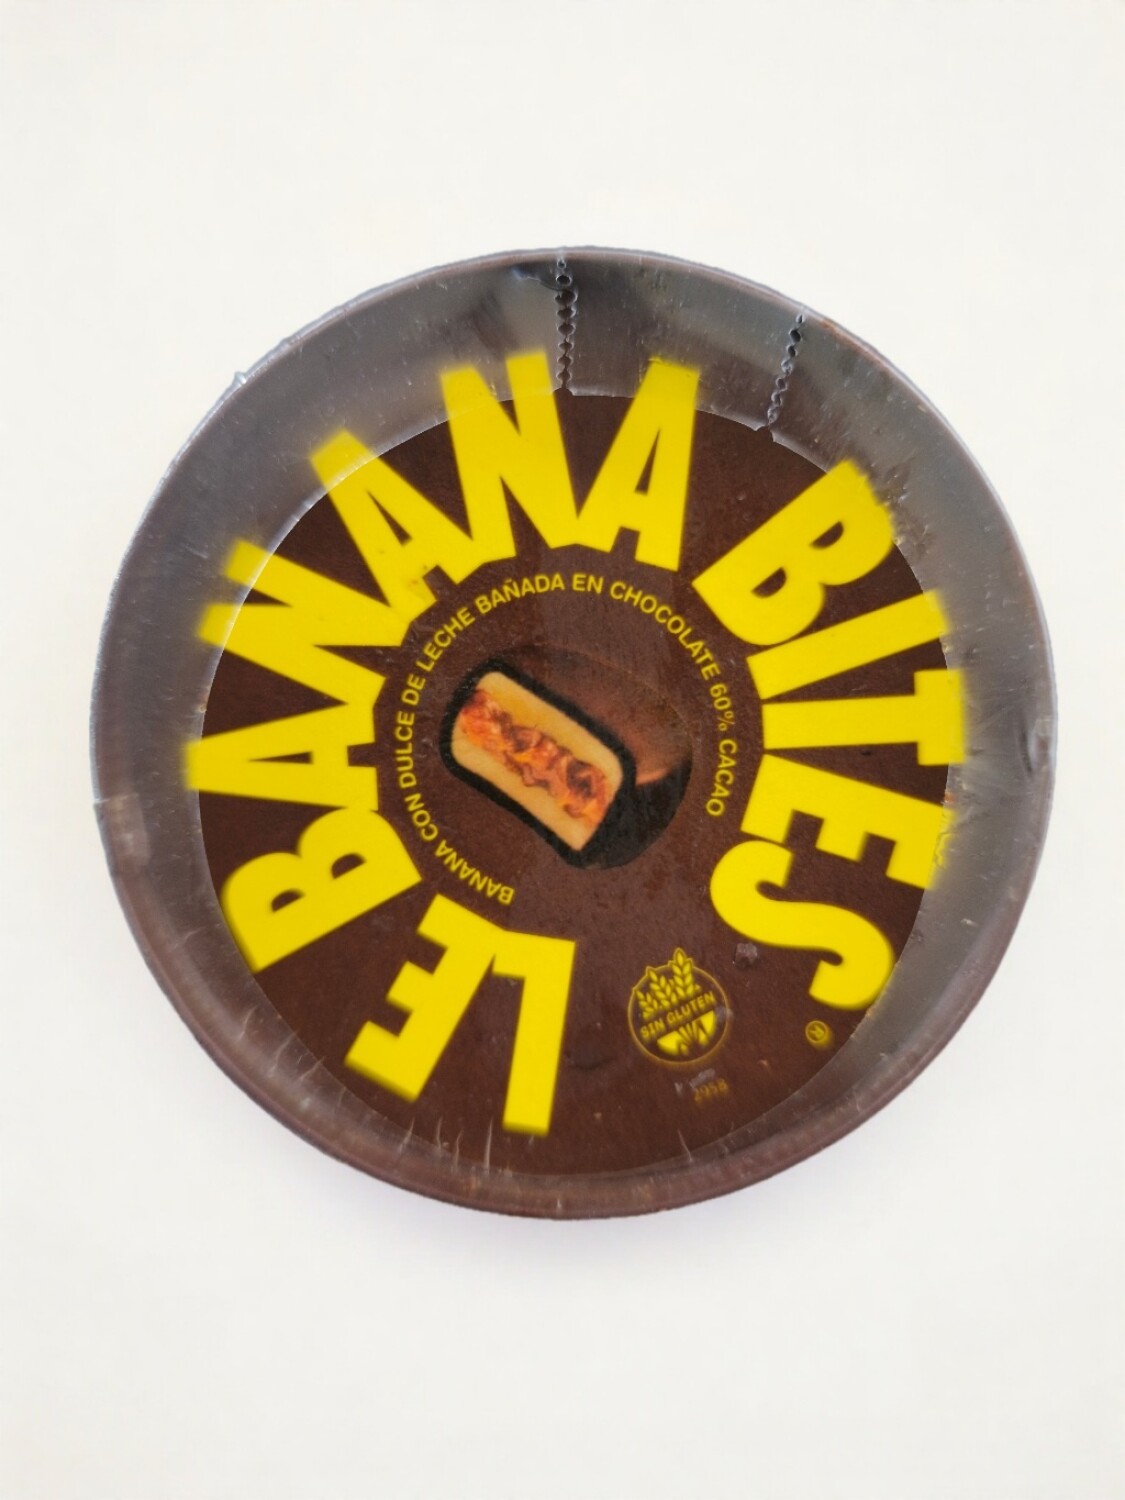 LE BANANA BITES
BANANA CON DULCE DE LECHE BAÑADA EN CHOCOLATE 60% CACAO
SIN GLUTEN
®